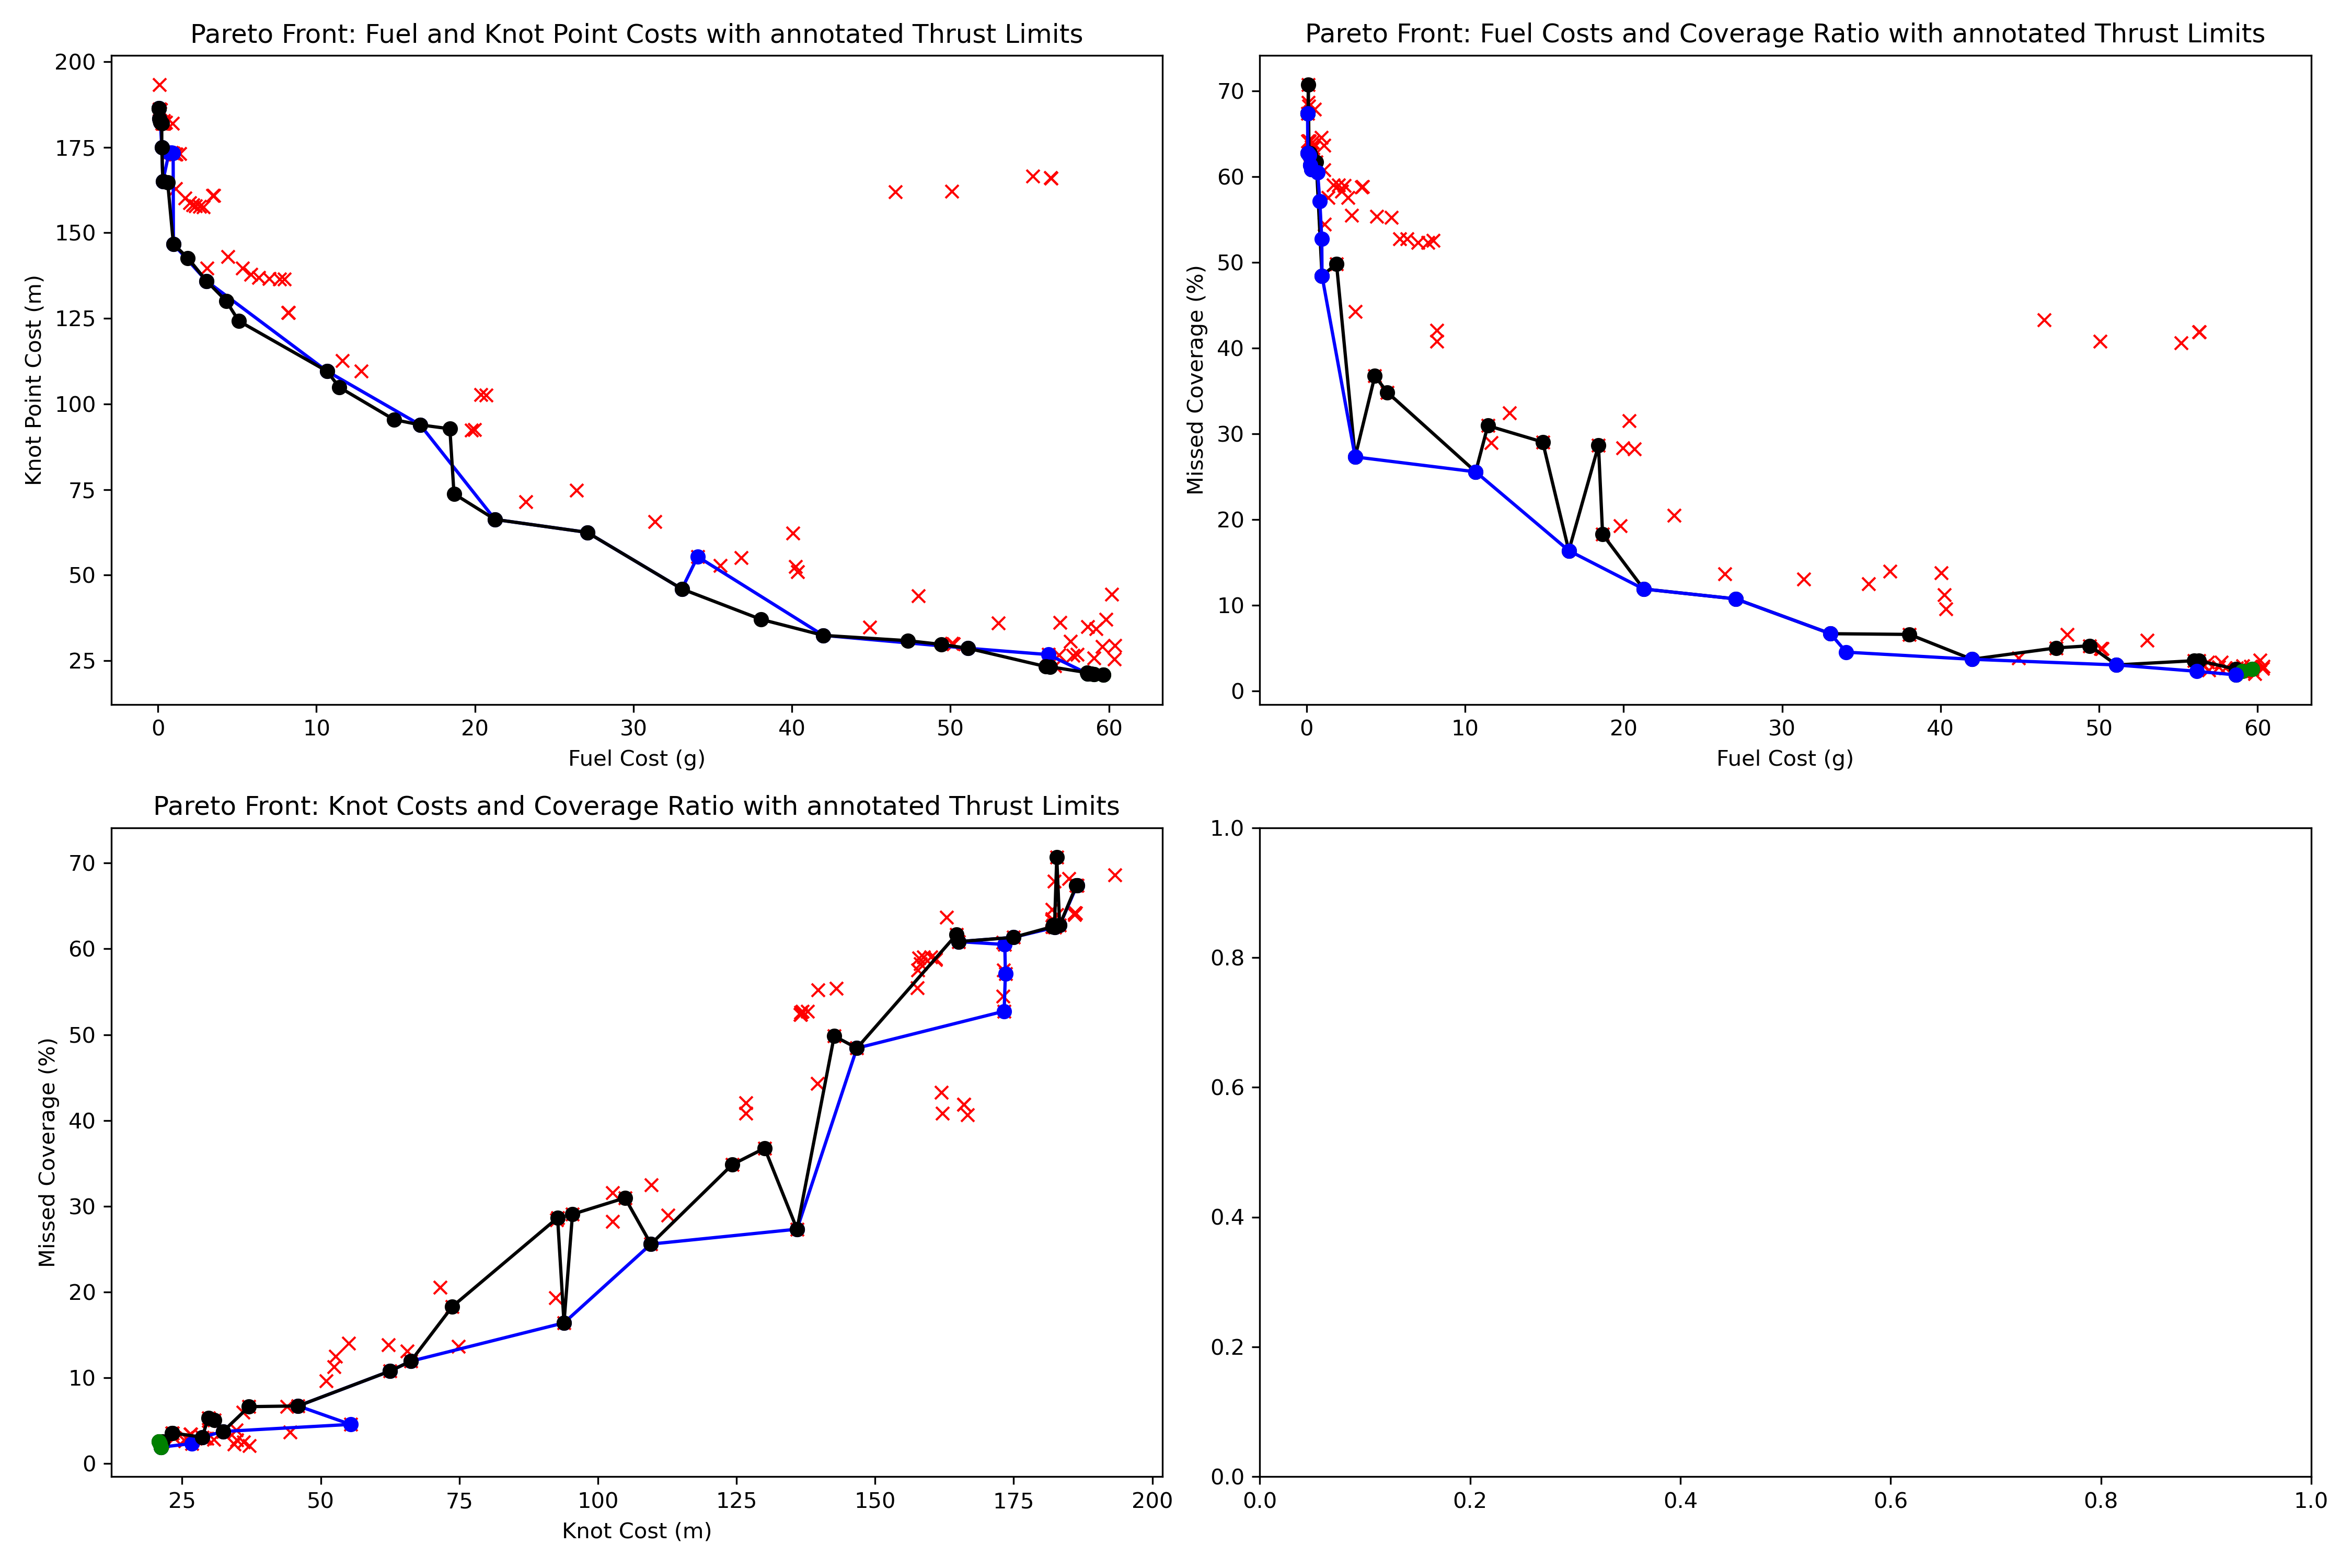 Pareto Front: Fuel and Knot Point Costs with annotated Thrust Limits
200
175
150
125
100
75
50
25
Knot Point Cost (m)
0 10 20 30 40 50 60
Fuel Cost (g)
Pareto Front: Fuel Costs and Coverage Ratio with annotated Thrust Limits
70
60
50
40
30
20
10
0
Missed Coverage (%)
0 10 20 30 40 50 60
Fuel Cost (g)
Pareto Front: Knot Costs and Coverage Ratio with annotated Thrust Limits
70
60
50
40
30
20
10
0
Missed Coverage (%)
25 50 75 100 125 150 175 200
Knot Cost (m)
1.0
0.8
0.6
0.4
0.2
0.0
0.0 0.2 0.4 0.6 0.8 1.0